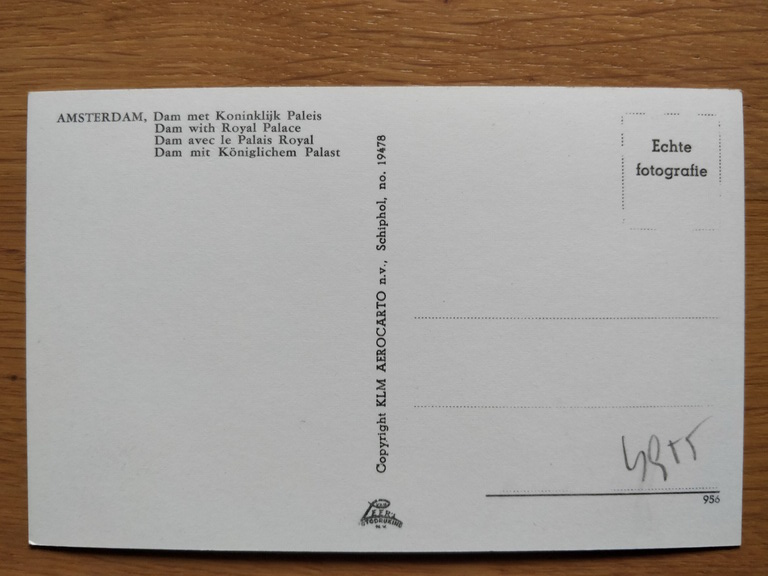 AMSTERDAM, Dam met Koninklijk Paleis
Dam with Royal Palace
Dam avec le Palais Royal
Dam mit Königlichem Palast
Copyright KLM AEROCARTO n.v., Schiphol, no. 19478
Echte
fotografie
956